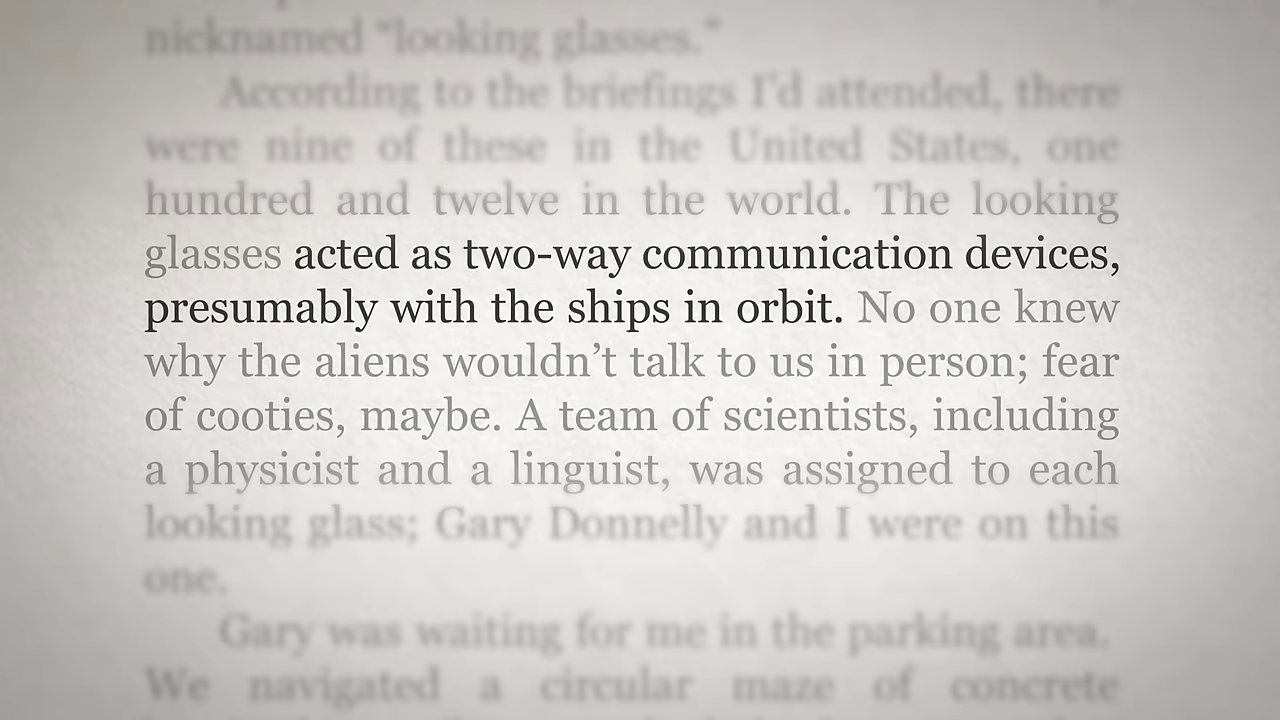 nicknamed “looking glasses.”
According to the briefings I’d attended, there
were nine of these in the United States, one
hundred and twelve in the world. The looking
glasses acted as two-way communication devices,
presumably with the ships in orbit. No one knew
why the aliens wouldn’t talk to us in person; fear
of cooties, maybe. A team of scientists, including
a physicist and a linguist, was assigned to each
looking glass; Gary Donnelly and I were on this
one.
Gary was waiting for me in the parking area.
We navigated a circular maze of concrete